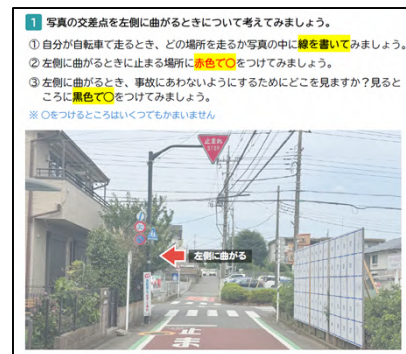 1 写真の交差点を左側に曲がるときについて考えてみましょう。
① 自分が自転車で走るとき、どの場所を走るか写真の中に線を書いてみましょう。
② 左側に曲がるときに止まる場所に赤色で〇をつけてみましょう。
③ 左側に曲がるとき、事故にあわないようにするためにどこを見ますか？見ると
ころに黒色で〇をつけてみましょう。
※ 〇をつけるところはいくつでもかまいません
止まれ
STOP
左側に曲がる